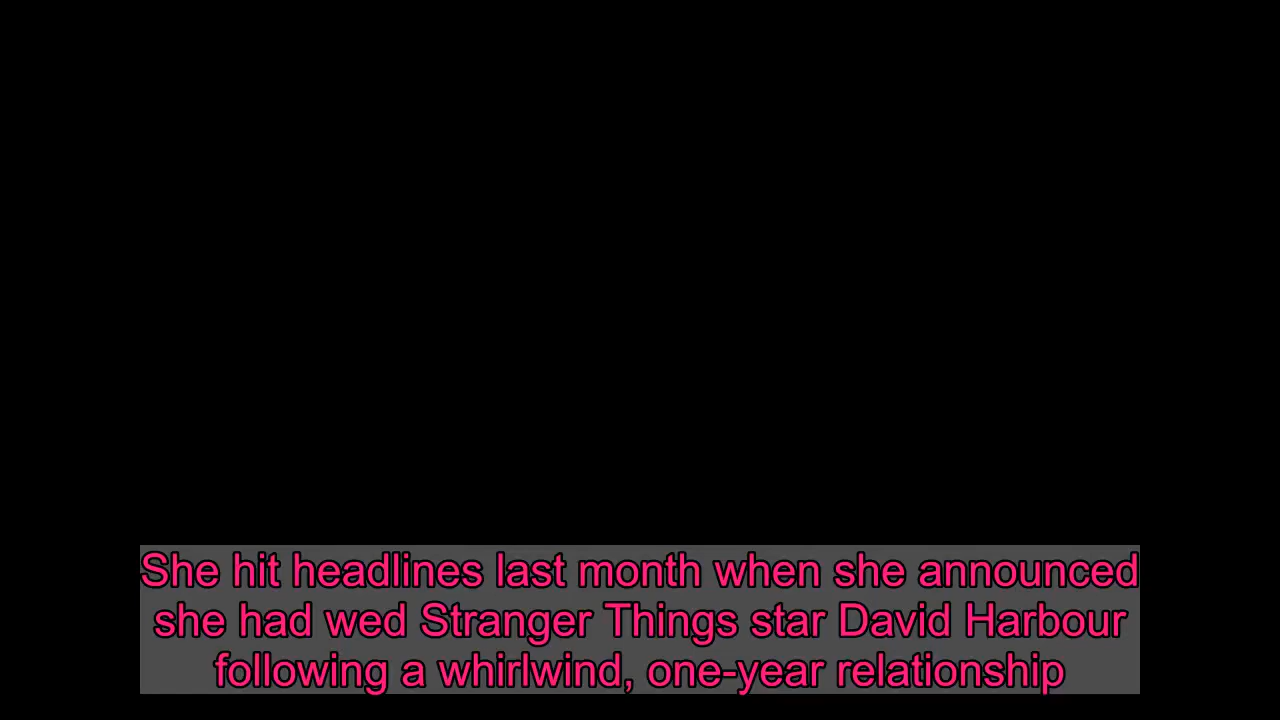 She hit headlines last month when she announced
she had wed Stranger Things star David Harbour
following a whirlwind, one-year relationship